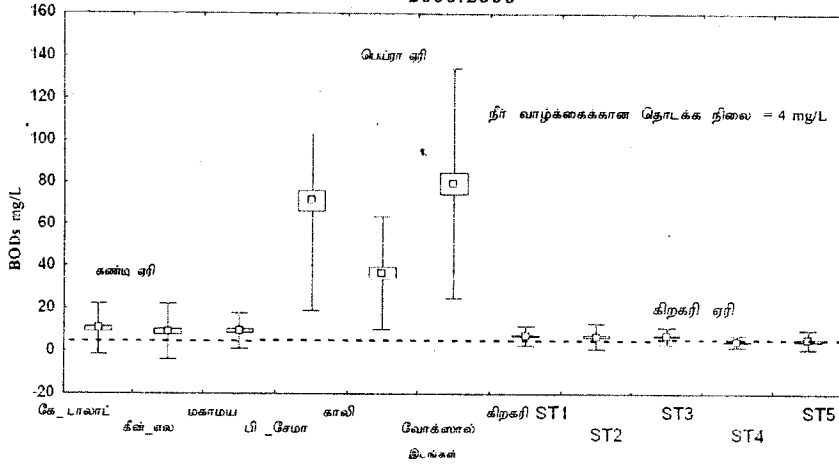 160
140
120
100
80
60
40
20
0
-20
BODs mg/L
பெய்ரா ஏரி
நீர் வாழ்க்கைக்கான தொடக்க நிலை = 4 mg/L
கண்டி ஏரி
கிறகரி ஏரி
கே_டாலாட்
கீன்_எல
மகாமய
பி_சேமா
காலி
வோக்ஸால்
கிறகரி ST1
ST2
ST3
ST4
ST5
இடங்கள்